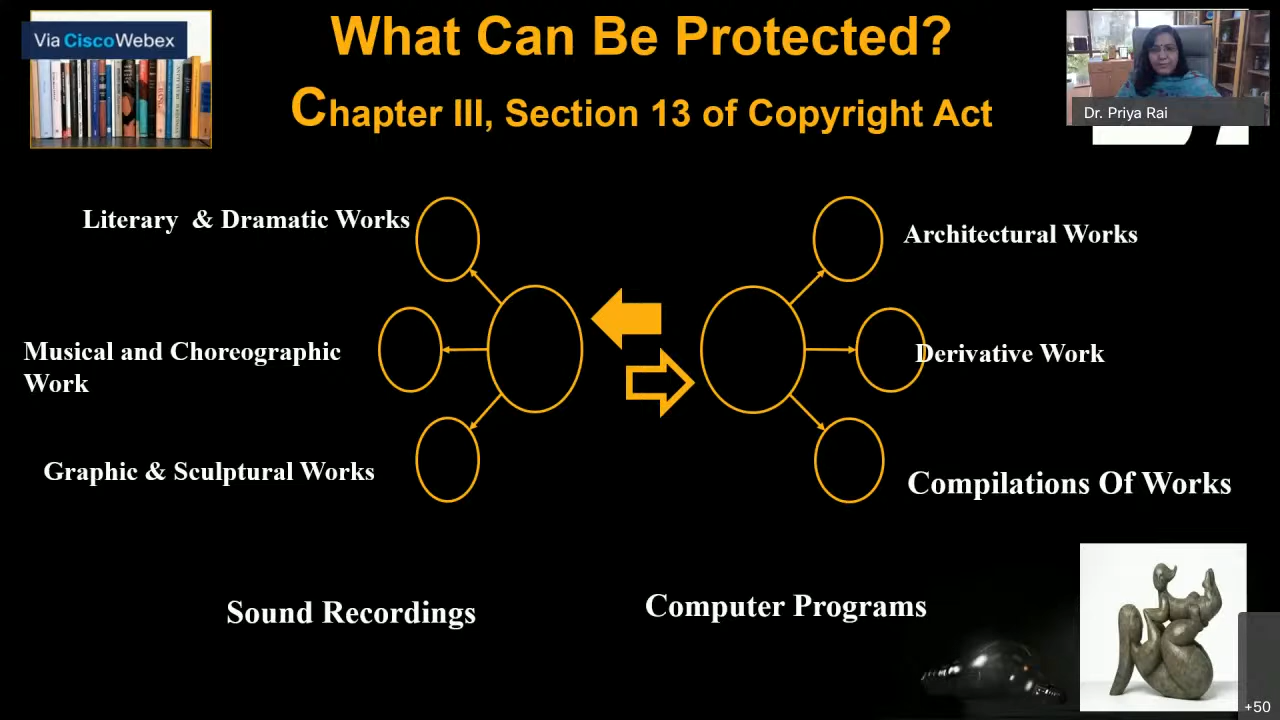 Via CiscoWebex
What Can Be Protected?
Chapter III, Section 13 of Copyright Act
Dr. Priya Rai
Literary & Dramatic Works
Architectural Works
Musical and Choreographic
Work
Derivative Work
Graphic & Sculptural Works
Compilations Of Works
Sound Recordings
Computer Programs
+50